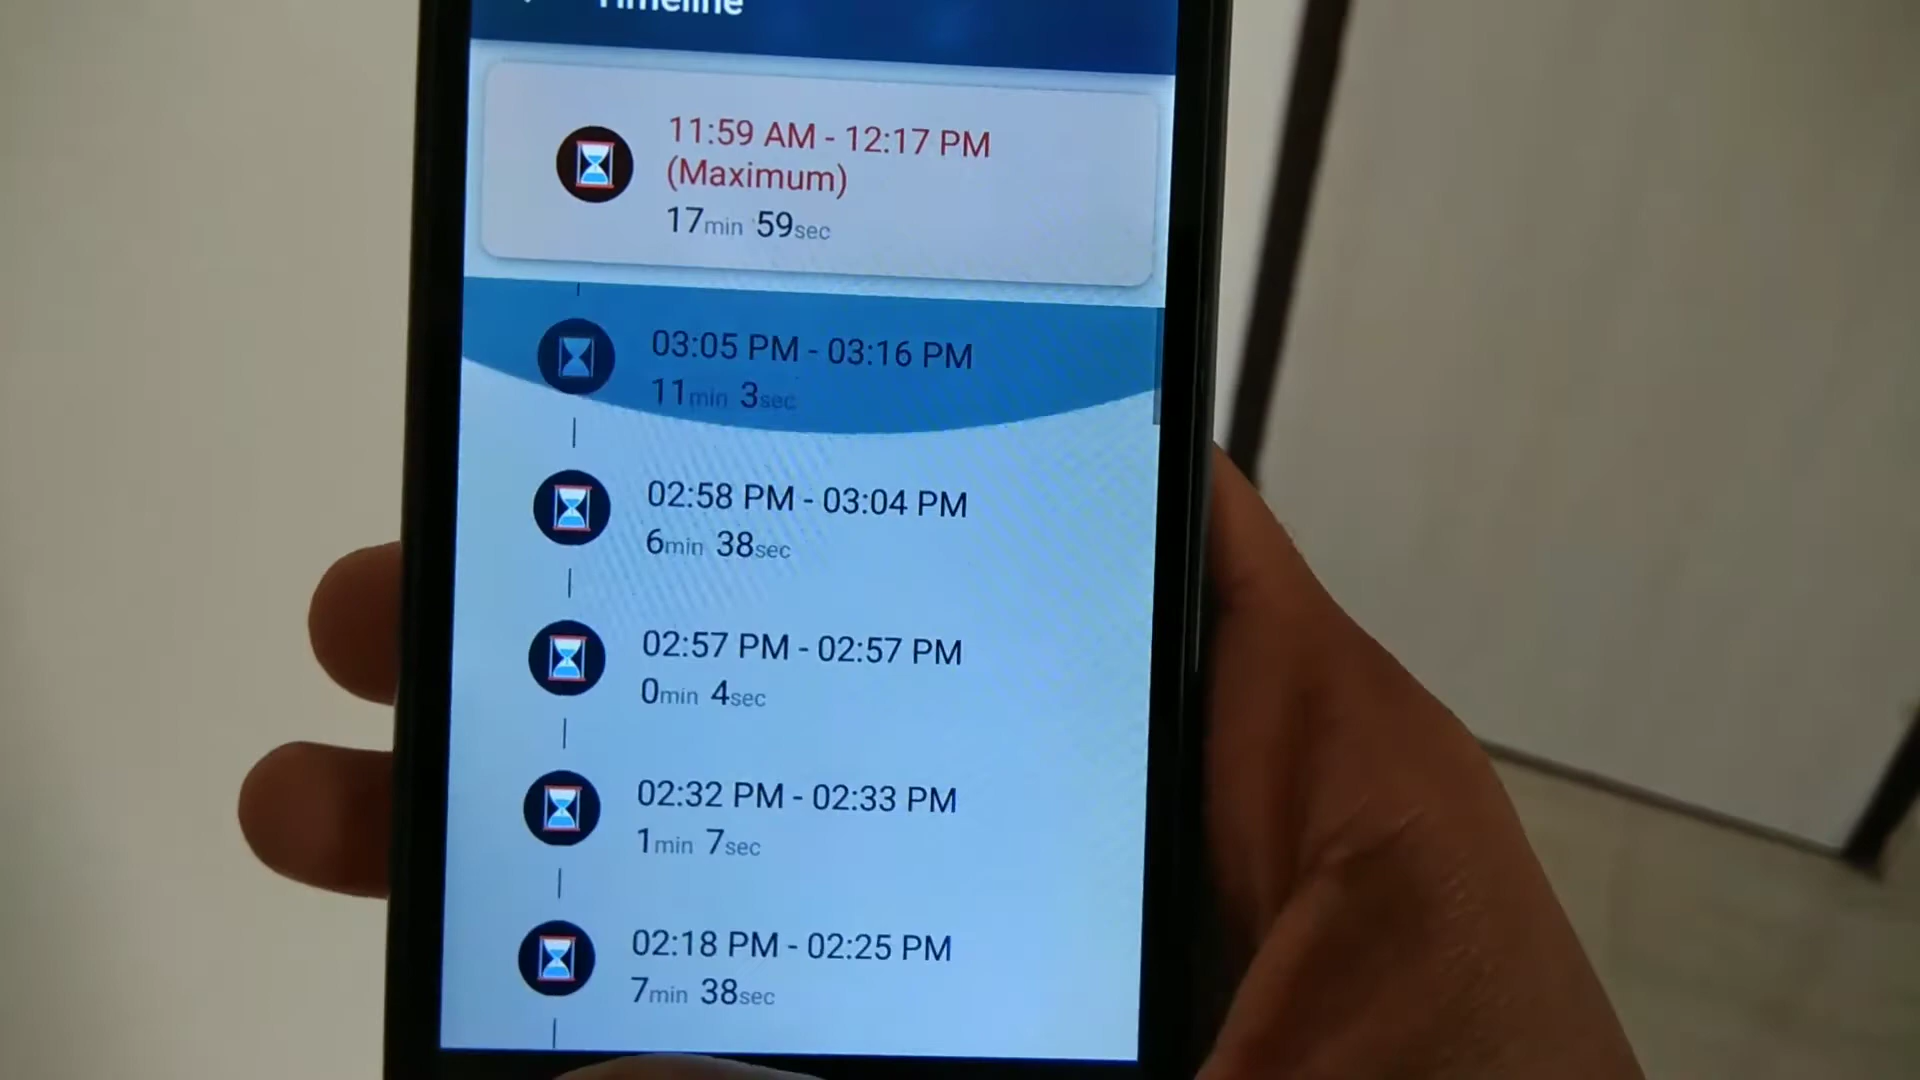 Timeline
11:59 AM - 12:17 PM
(Maximum)
17min 59sec
03:05 PM - 03:16 PM
11min 3sec
02:58 PM - 03:04 PM
6min 38sec
02:57 PM - 02:57 PM
0min 4sec
02:32 PM - 02:33 PM
1min 7sec
02:18 PM - 02:25 PM
7min 38sec